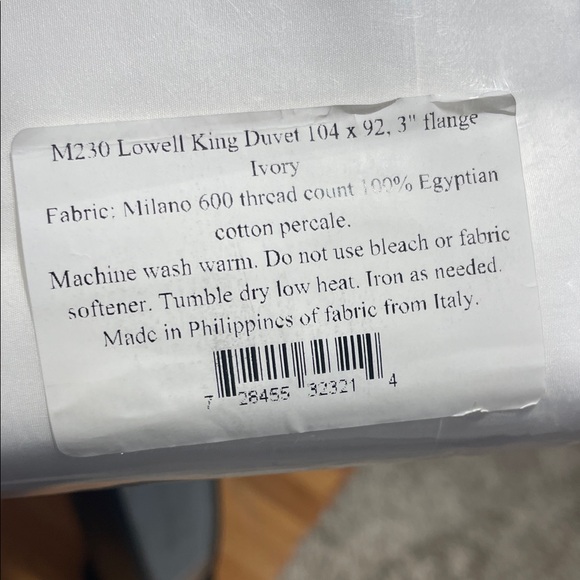 M230 Lowell King Duvet 104 x 92, 3" flange
Ivory
Fabric: Milano 600 thread count 100% Egyptian
cotton percale.
Machine wash warm. Do not use bleach or fabric
softener. Tumble dry low heat. Iron as needed.
Made in Philippines of fabric from Italy.
7 28455 32321 4